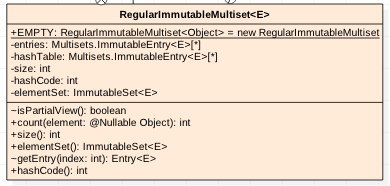 RegularImmutableMultiset<E>
+EMPTY: RegularImmutableMultiset<Object> = new RegularImmutableMultiset
-entries: Multisets.ImmutableEntry<E>[*]
-hashTable: Multisets.ImmutableEntry<E>[*]
-size: int
-hashCode: int
-elementSet: ImmutableSet<E>
~isPartialView(): boolean
+count(element: @Nullable Object): int
+size(): int
+elementSet(): ImmutableSet<E>
~getEntry(index: int): Entry<E>
+hashCode(): int